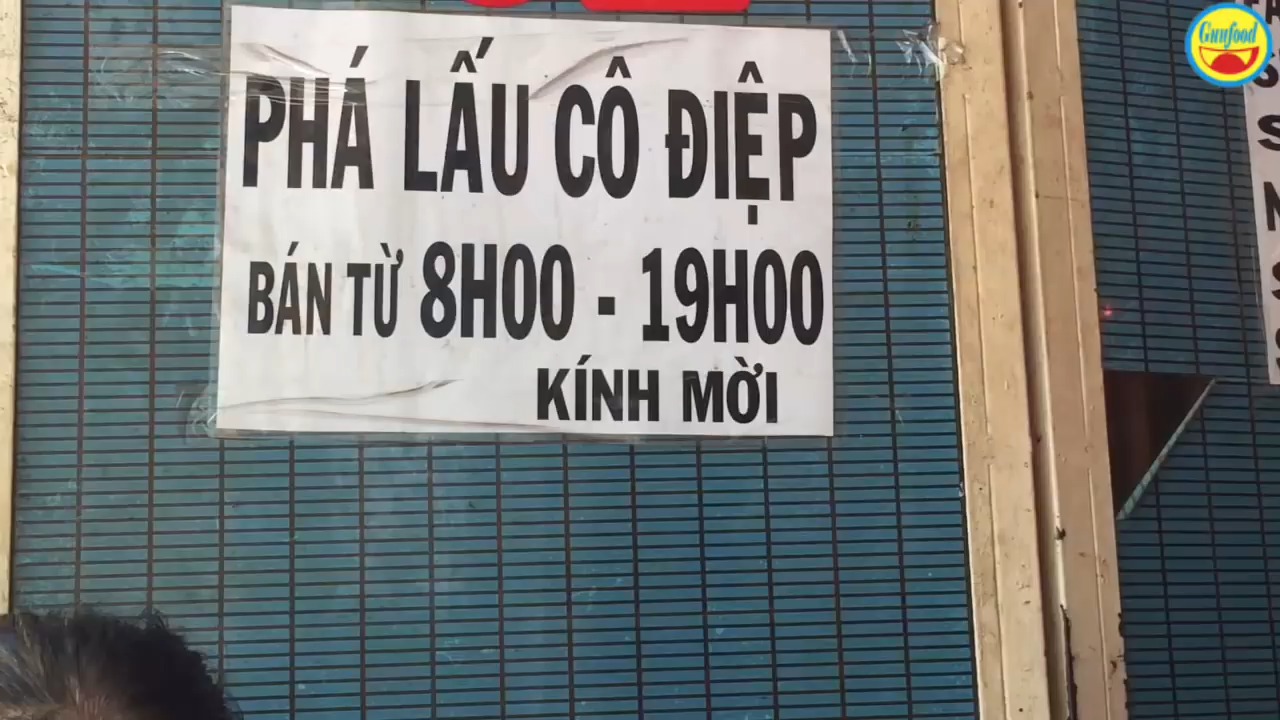 PHÁ LẤU CÔ ĐIỆP
BÁN TỪ 8H00 - 19H00
KÍNH MỜI
Gunfood